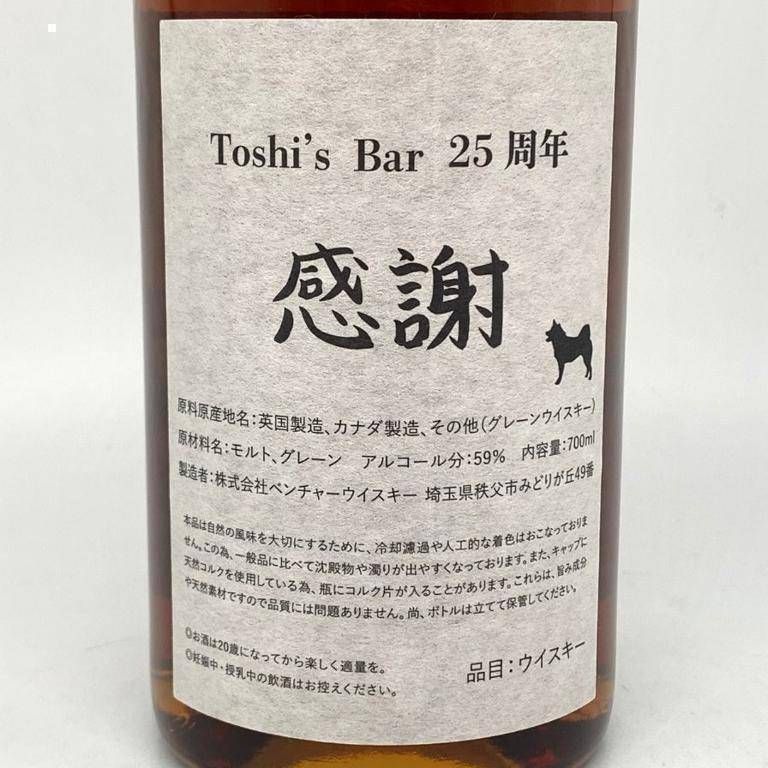 Toshi's Bar 25周年
感謝
原料原産地名:英国製造、カナダ製造、その他(グレーンウイスキー)
原材料名:モルト、グレーン アルコール分:59% 内容量:700ml
製造者:株式会社ベンチャーウイスキー 埼玉県秩父市みどりが丘49番
本品は自然の風味を大切にするために、冷却濾過や人工的な着色はおこなっておりま
せん。この為、一般品に比べて沈殿物や濁りが出やすくなっております。また、キャップに
天然コルクを使用している為、瓶にコルク片が入ることがあります。これらは、旨み成分
や天然素材ですので品質には問題ありません。尚、ボトルは立てて保管してください。
◎お酒は20歳になってから楽しく適量を。
◎妊娠中・授乳中の飲酒はお控えください。
品目:ウイスキー